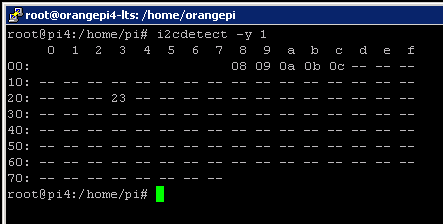 root@orangepi4-lts: /home/orangepi
root@pi4:/home/pi# i2cdetect -y 1
     0  1  2  3  4  5  6  7  8  9  a  b  c  d  e  f
00:                         08 09 0a 0b 0c -- -- --
10: -- -- -- -- -- -- -- -- -- -- -- -- -- -- -- --
20: -- -- -- 23 -- -- -- -- -- -- -- -- -- -- -- --
30: -- -- -- -- -- -- -- -- -- -- -- -- -- -- -- --
40: -- -- -- -- -- -- -- -- -- -- -- -- -- -- -- --
50: -- -- -- -- -- -- -- -- -- -- -- -- -- -- -- --
60: -- -- -- -- -- -- -- -- -- -- -- -- -- -- -- --
70: -- -- -- -- -- -- -- --
root@pi4:/home/pi#